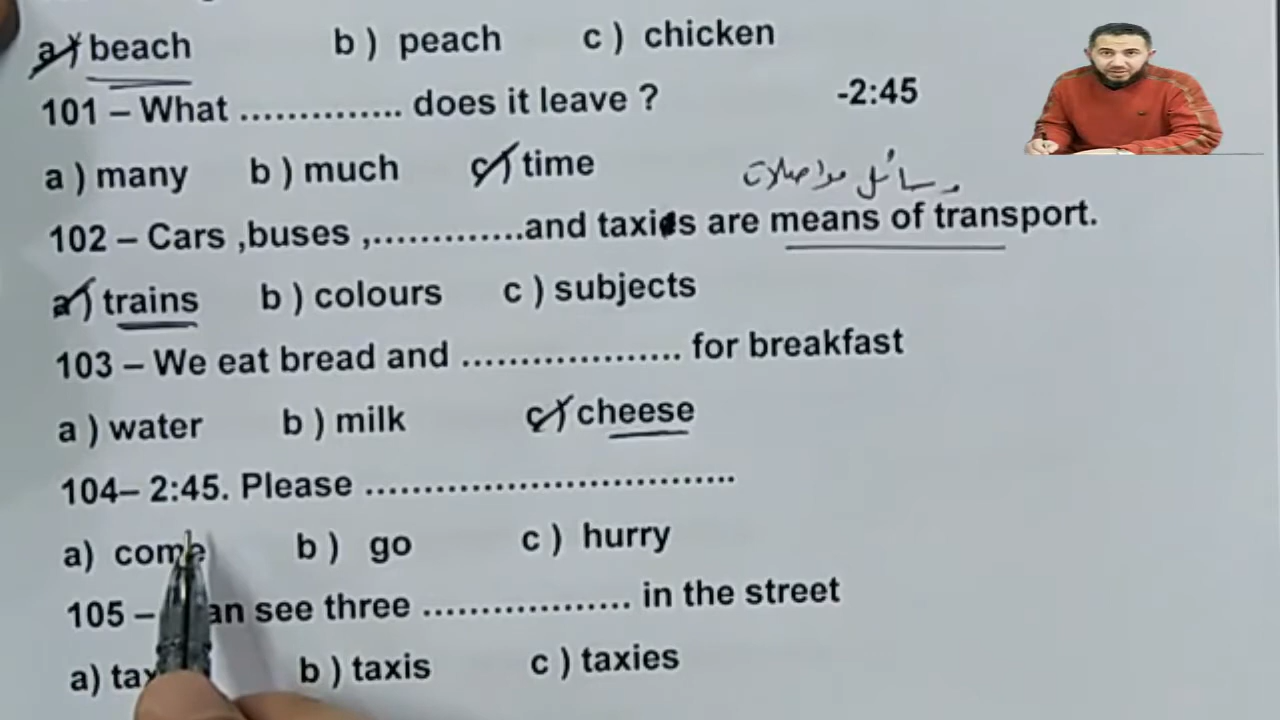 a) beach b ) peach c ) chicken
101 – What .............. does it leave ? -2:45
a ) many b ) much c ) time
وسائل مواصلات
102 – Cars ,buses ,.............and taxis are means of transport.
a ) trains b ) colours c ) subjects
103 – We eat bread and ................... for breakfast
a ) water b ) milk c ) cheese
104– 2:45. Please ................................
a) come b ) go c ) hurry
105 – see three .................. in the street
a) b ) taxis c ) taxies